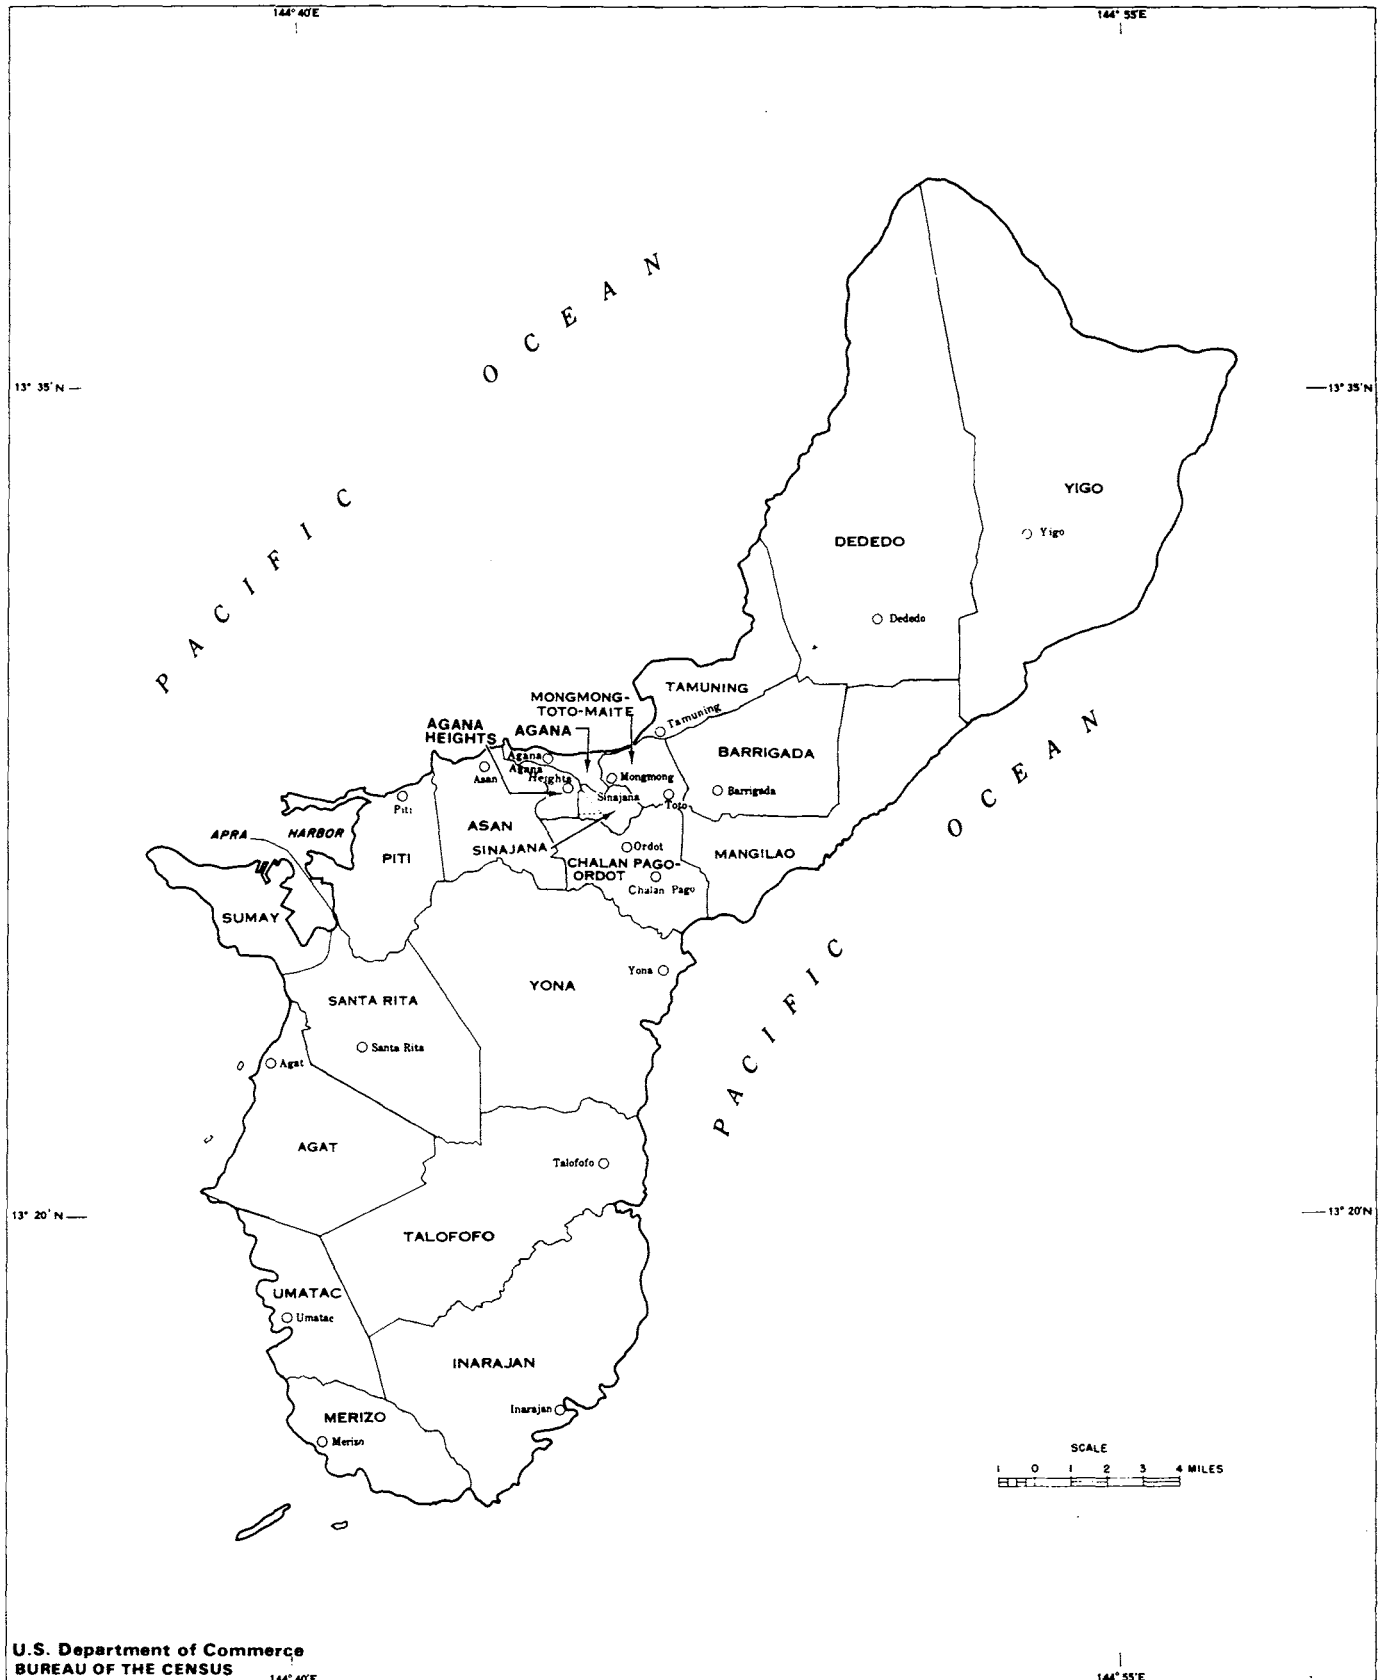 144° 40'E
144° 55'E
PACIFIC OCEAN
13° 35' N
13° 35'N
YIGO
Yigo
DEDEDO
Dededo
MONGMONG-
TOTO-MAITE
TAMUNING
Tamuning
AGANA
HEIGHTS
AGANA
BARRIGADA
Agana
Agana
Heights
Asan
Mongmong
Sinajana
Toto
Barrigada
Piti
APRA HARBOR
ASAN
SINAJANA
PITI
Ordot
CHALAN PAGO-
ORDOT
Chalan Pago
MANGILAO
PACIFIC OCEAN
SUMAY
YONA
Yona
SANTA RITA
Santa Rita
Agat
AGAT
Talofofo
13° 20' N
13° 20'N
TALOFOFO
UMATAC
Umatac
INARAJAN
Inarajan
MERIZO
Merizo
SCALE
1 0 1 2 3 4 MILES
U.S. Department of Commerce
BUREAU OF THE CENSUS
144° 40'E
144° 55'E